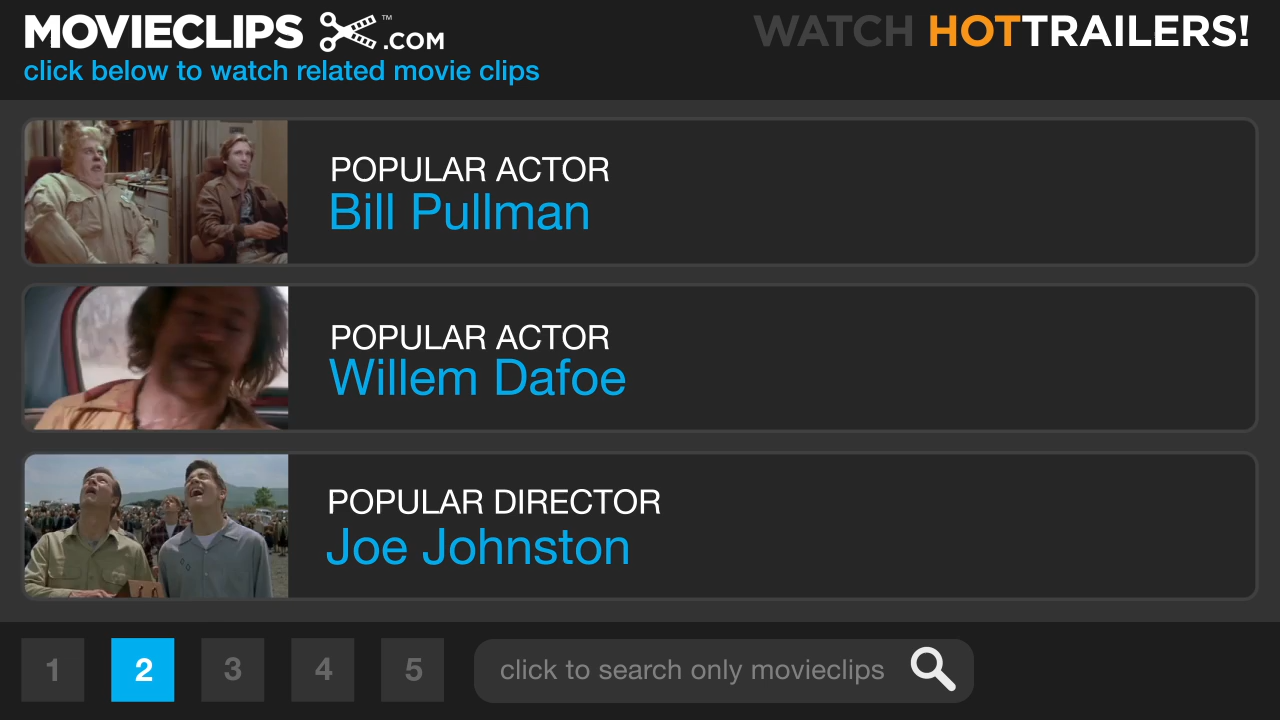 MOVIECLIPS ™ .COM
WATCH HOTTRAILERS!
click below to watch related movie clips
POPULAR ACTOR
Bill Pullman
POPULAR ACTOR
Willem Dafoe
POPULAR DIRECTOR
Joe Johnston
1 2 3 4 5 click to search only movieclips